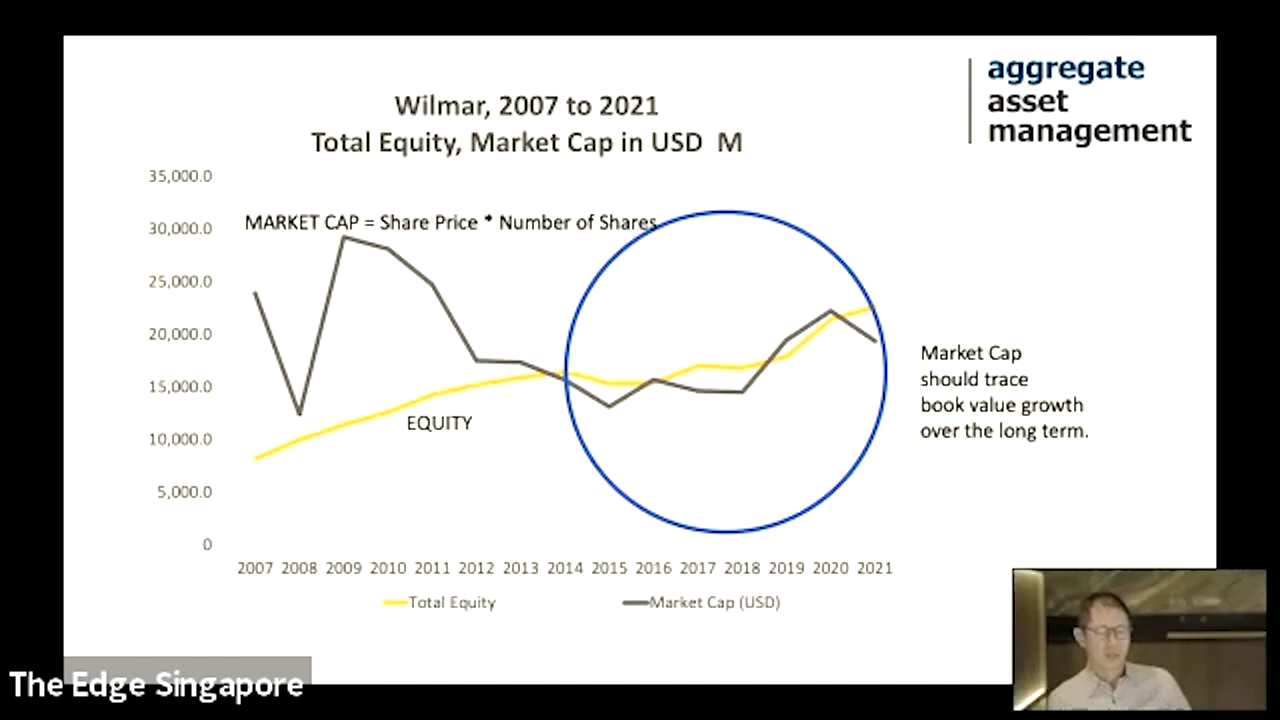 aggregate
asset
management
Wilmar, 2007 to 2021
Total Equity, Market Cap in USD M
35,000.0
30,000.0
25,000.0
20,000.0
15,000.0
10,000.0
5,000.0
0
MARKET CAP = Share Price * Number of Shares
EQUITY
Market Cap
should trace
book value growth
over the long term.
2007 2008 2009 2010 2011 2012 2013 2014 2015 2016 2017 2018 2019 2020 2021
Total Equity Market Cap (USD)
The Edge Singapore